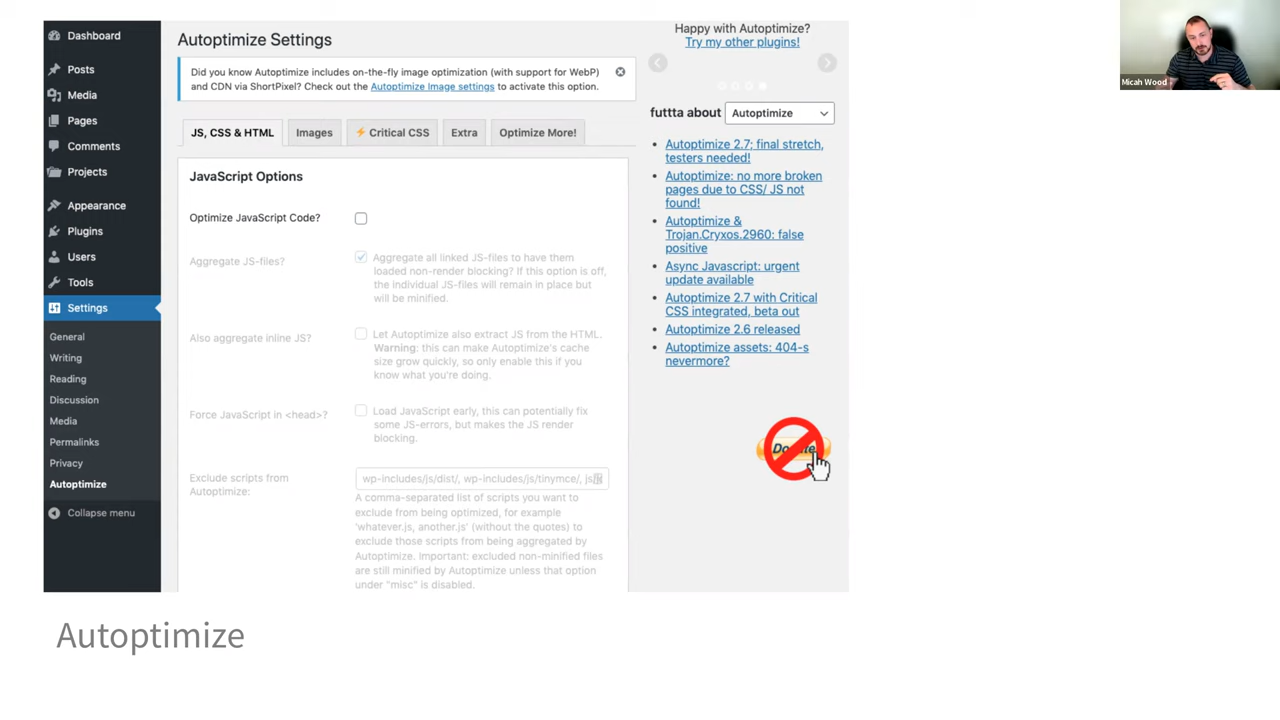 Dashboard
Posts
Media
Pages
Comments
Projects
Appearance
Plugins
Users
Tools
Settings
General
Writing
Reading
Discussion
Media
Permalinks
Privacy
Autoptimize
Collapse menu
Autoptimize Settings
Did you know Autoptimize includes on-the-fly image optimization (with support for WebP)
and CDN via ShortPixel? Check out the Autoptimize Image settings to activate this option.
JS, CSS & HTML
Images
Critical CSS
Extra
Optimize More!
JavaScript Options
Optimize JavaScript Code?
Aggregate JS-files?
Aggregate all linked JS-files to have them
loaded non-render blocking? If this option is off,
the individual JS-files will remain in place but
will be minified.
Also aggregate inline JS?
Let Autoptimize also extract JS from the HTML.
Warning: this can make Autoptimize's cache
size grow quickly, so only enable this if you
know what you're doing.
Force JavaScript in <head>?
Load JavaScript early, this can potentially fix
some JS-errors, but makes the JS render
blocking.
Exclude scripts from
Autoptimize:
wp-includes/js/dist/, wp-includes/js/tinymce/,
A comma-separated list of scripts you want to
exclude from being optimized, for example
'whatever.js, another.js' (without the quotes) to
exclude those scripts from being aggregated by
Autoptimize. Important: excluded non-minified files
are still minified by Autoptimize unless that option
under "misc" is disabled.
Happy with Autoptimize?
Try my other plugins!
futtta about
Autoptimize
Autoptimize 2.7; final stretch,
testers needed!
Autoptimize: no more broken
pages due to CSS/ JS not
found!
Autoptimize &
Trojan.Cryxos.2960: false
positive
Async Javascript: urgent
update available
Autoptimize 2.7 with Critical
CSS integrated, beta out
Autoptimize 2.6 released
Autoptimize assets: 404-s
nevermore?
Micah Wood
Autoptimize